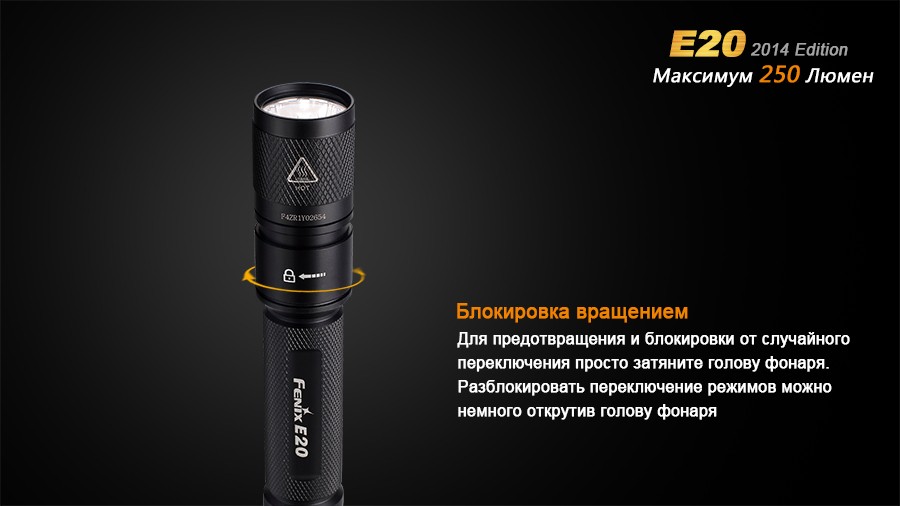 E20 2014 Edition
Максимум 250 Люмен
HOT
F4ZR1Y02654
Блокировка вращением
Для предотвращения и блокировки от случайного
переключения просто затяните голову фонаря.
Разблокировать переключение режимов можно
немного открутив голову фонаря
FENIX E20